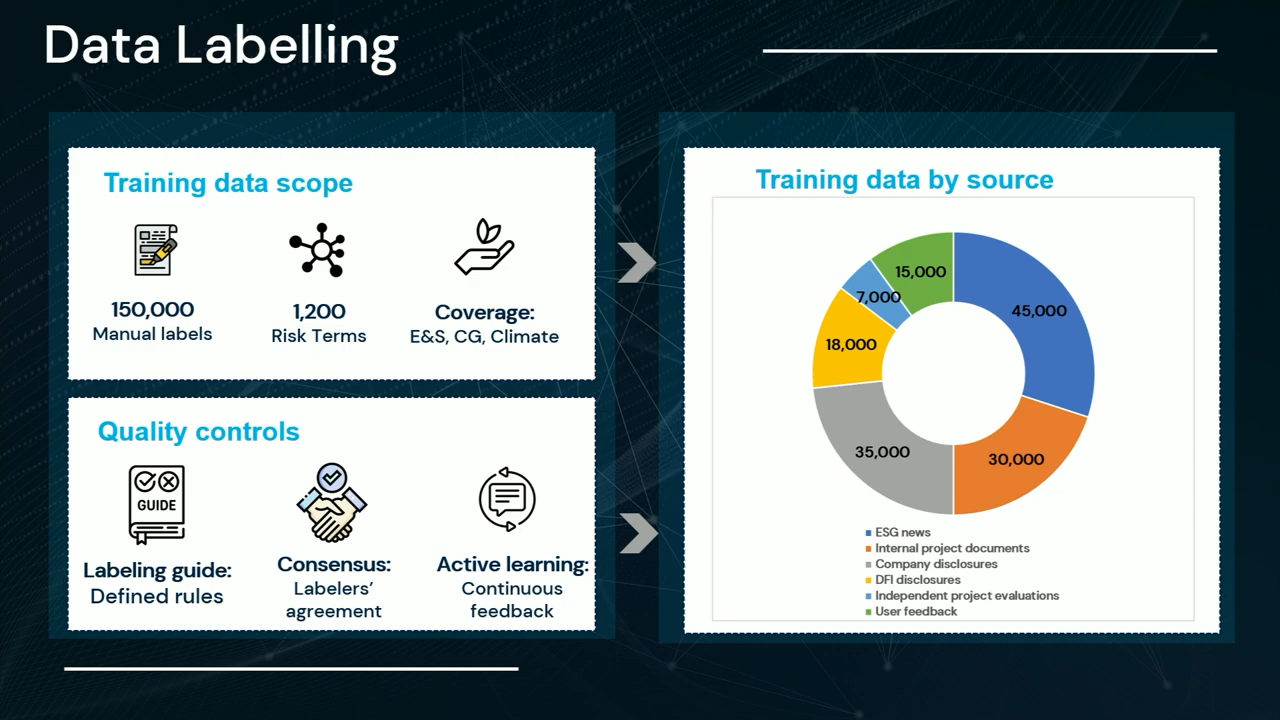 Data Labelling
Training data scope
150,000
Manual labels
1,200
Risk Terms
Coverage:
E&S, CG, Climate
Quality controls
GUIDE
Labeling guide:
Defined rules
Consensus:
Labelers’
agreement
Active learning:
Continuous
feedback
Training data by source
15,000
45,000
7,000
18,000
35,000
30,000
ESG news
Internal project documents
Company disclosures
DFI disclosures
Independent project evaluations
User feedback